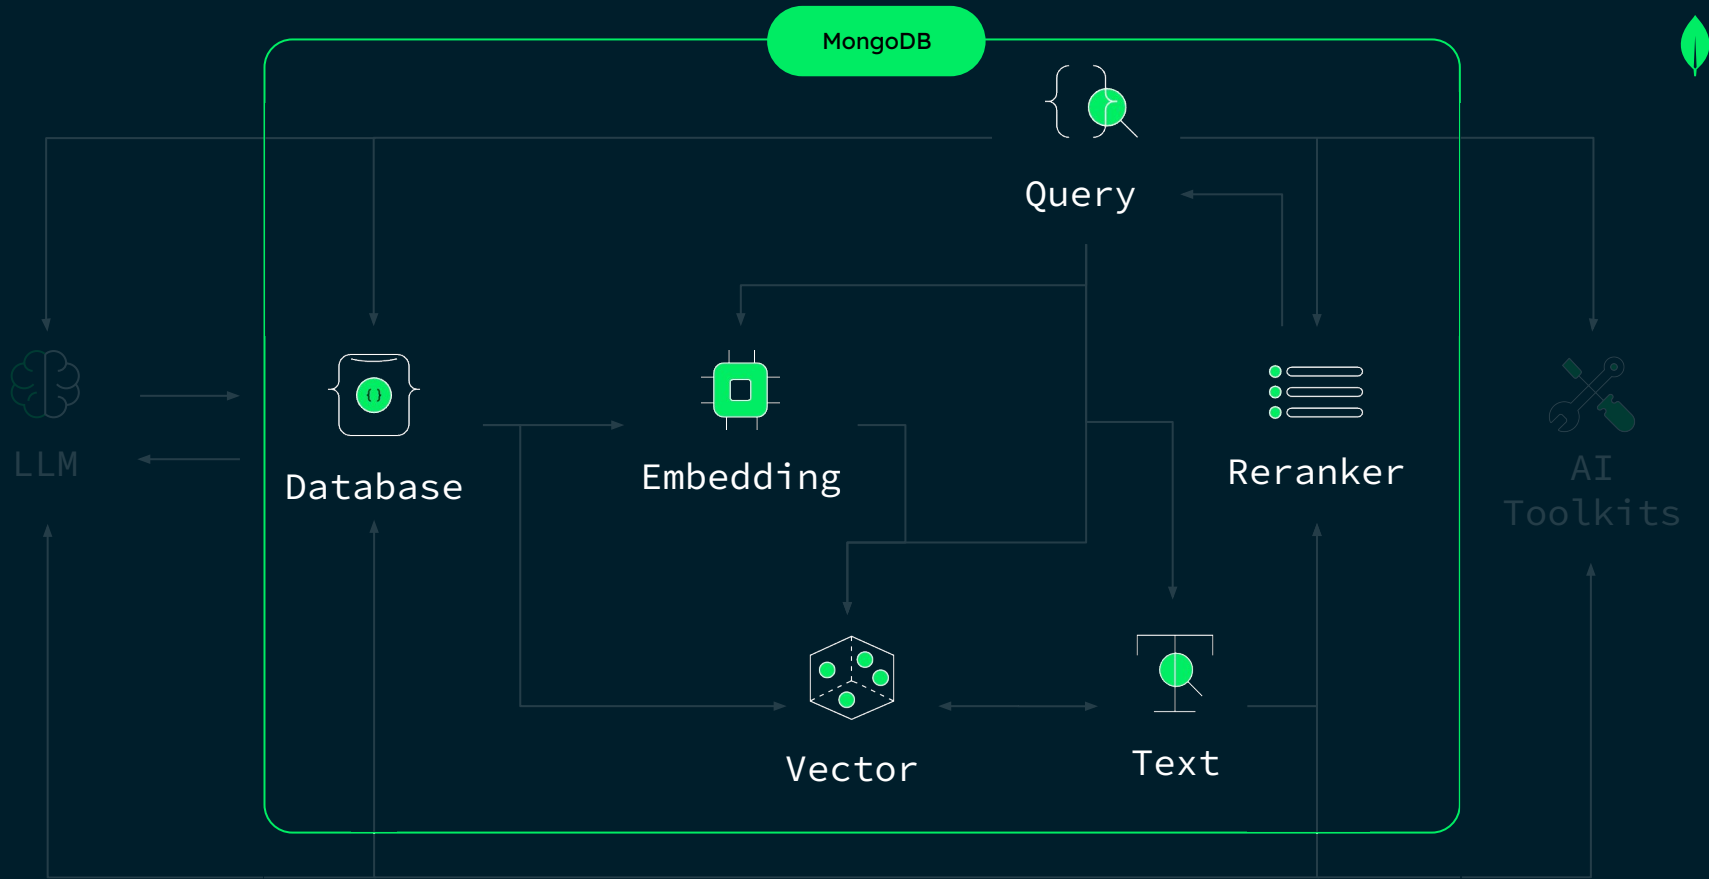 MongoDB
Query
LLM
Database
{}
Embedding
Reranker
AI
Toolkits
Vector
Text